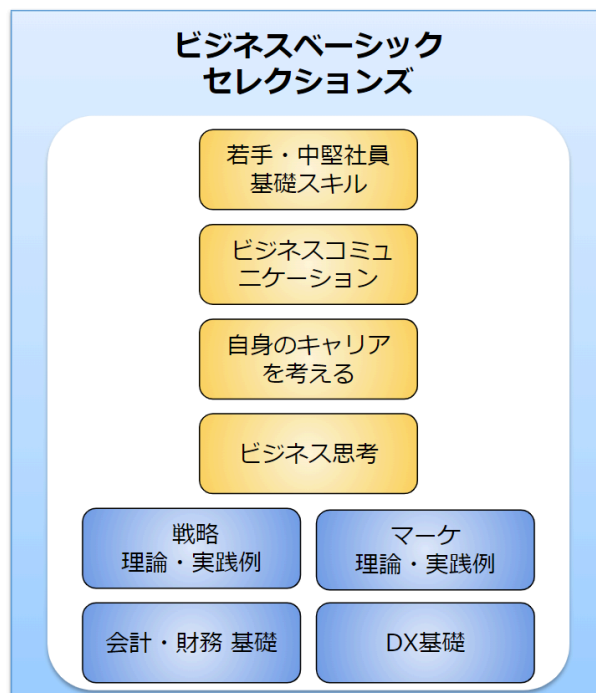 ビジネスベーシック
セレクションズ
若手・中堅社員
基礎スキル
ビジネスコミュ
ニケーション
自身のキャリア
を考える
ビジネス思考
戦略
理論・実践例
マーケ
理論・実践例
会計・財務 基礎
DX基礎